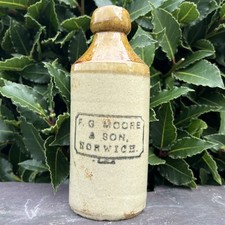 F. G. MOORE
& SON,
NORWICH.